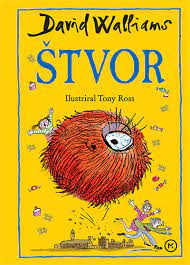 David Walliams
ŠTVOR
Ilustriral Tony Ross
M